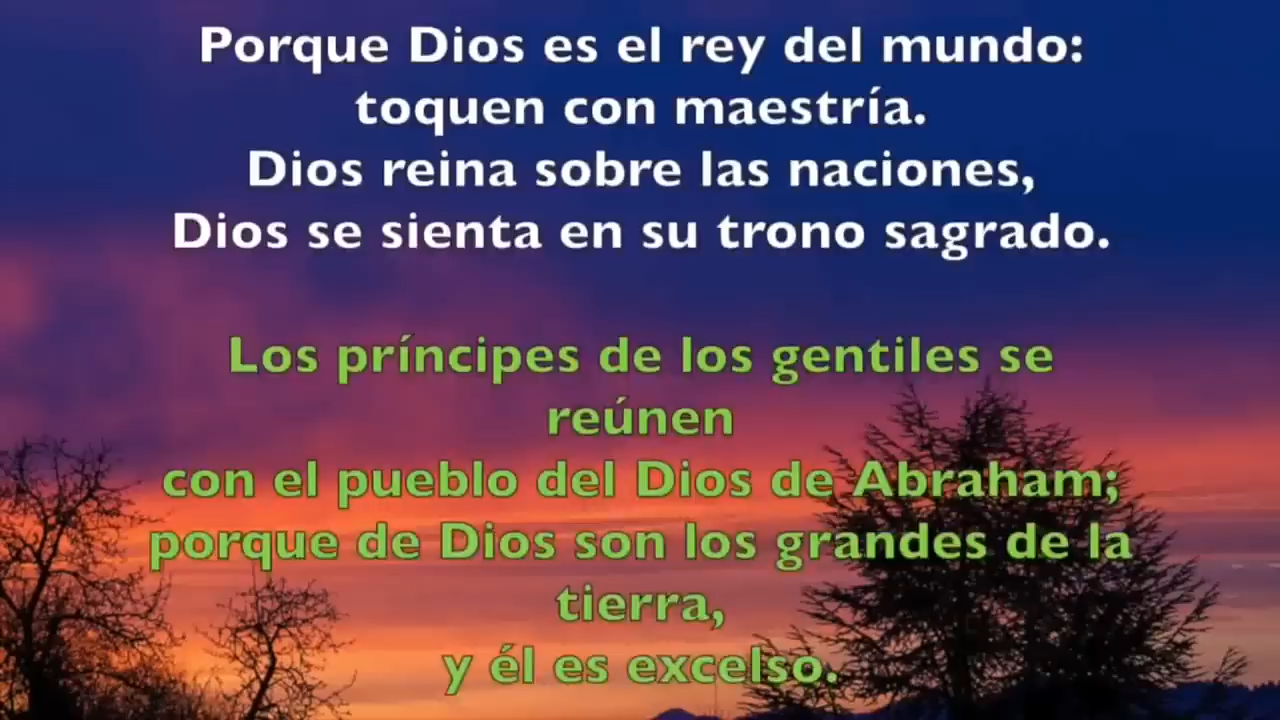 Porque Dios es el rey del mundo:
toquen con maestría.
Dios reina sobre las naciones,
Dios se sienta en su trono sagrado.
Los príncipes de los gentiles se
reúnen
con el pueblo del Dios de Abraham;
porque de Dios son los grandes de la
tierra,
y él es excelso.